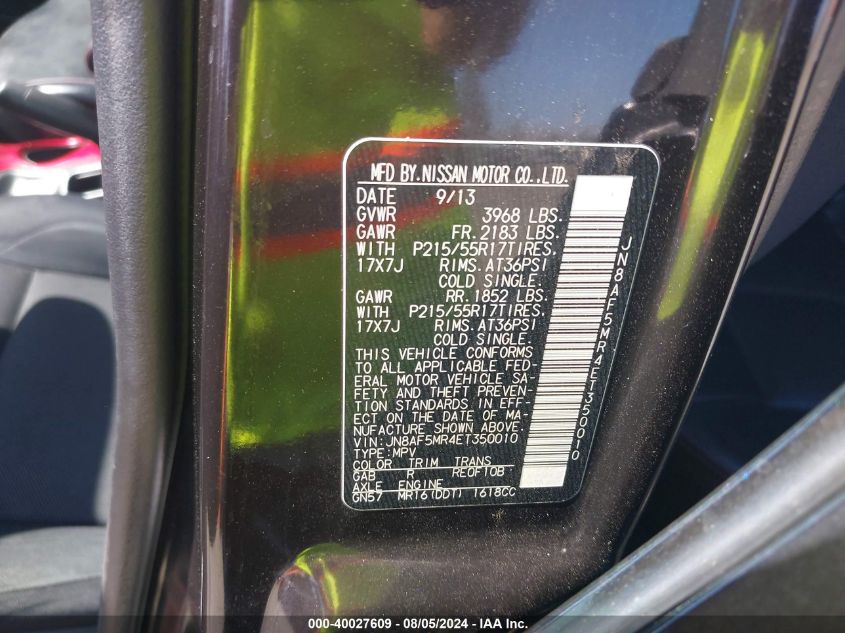 MFD BY.NISSAN MOTOR CO.,LTD.
DATE 9/13
GVWR 3968 LBS.
GAWR FR.2183 LBS.
WITH P215/55R17TIRES.
17X7J RIMS.AT36PSI
COLD SINGLE.
GAWR RR.1852 LBS.
WITH P215/55R17TIRES.
17X7J RIMS.AT36PSI
COLD SINGLE.
THIS VEHICLE CONFORMS
TO ALL APPLICABLE FED-
ERAL MOTOR VEHICLE SA-
FETY AND THEFT PREVEN-
TION STANDARDS IN EFF-
ECT ON THE DATE OF MA-
NUFACTURE SHOWN ABOVE.
VIN:JN8AF5MR4ET350010
TYPE:MPV
COLOR TRIM TRANS
GAB R RE0F10B
AXLE ENGINE
GN57 MR16(DDT) 1618CC
JN8AF5MR4ET350010
000-40027609 - 08/05/2024 - IAA Inc.